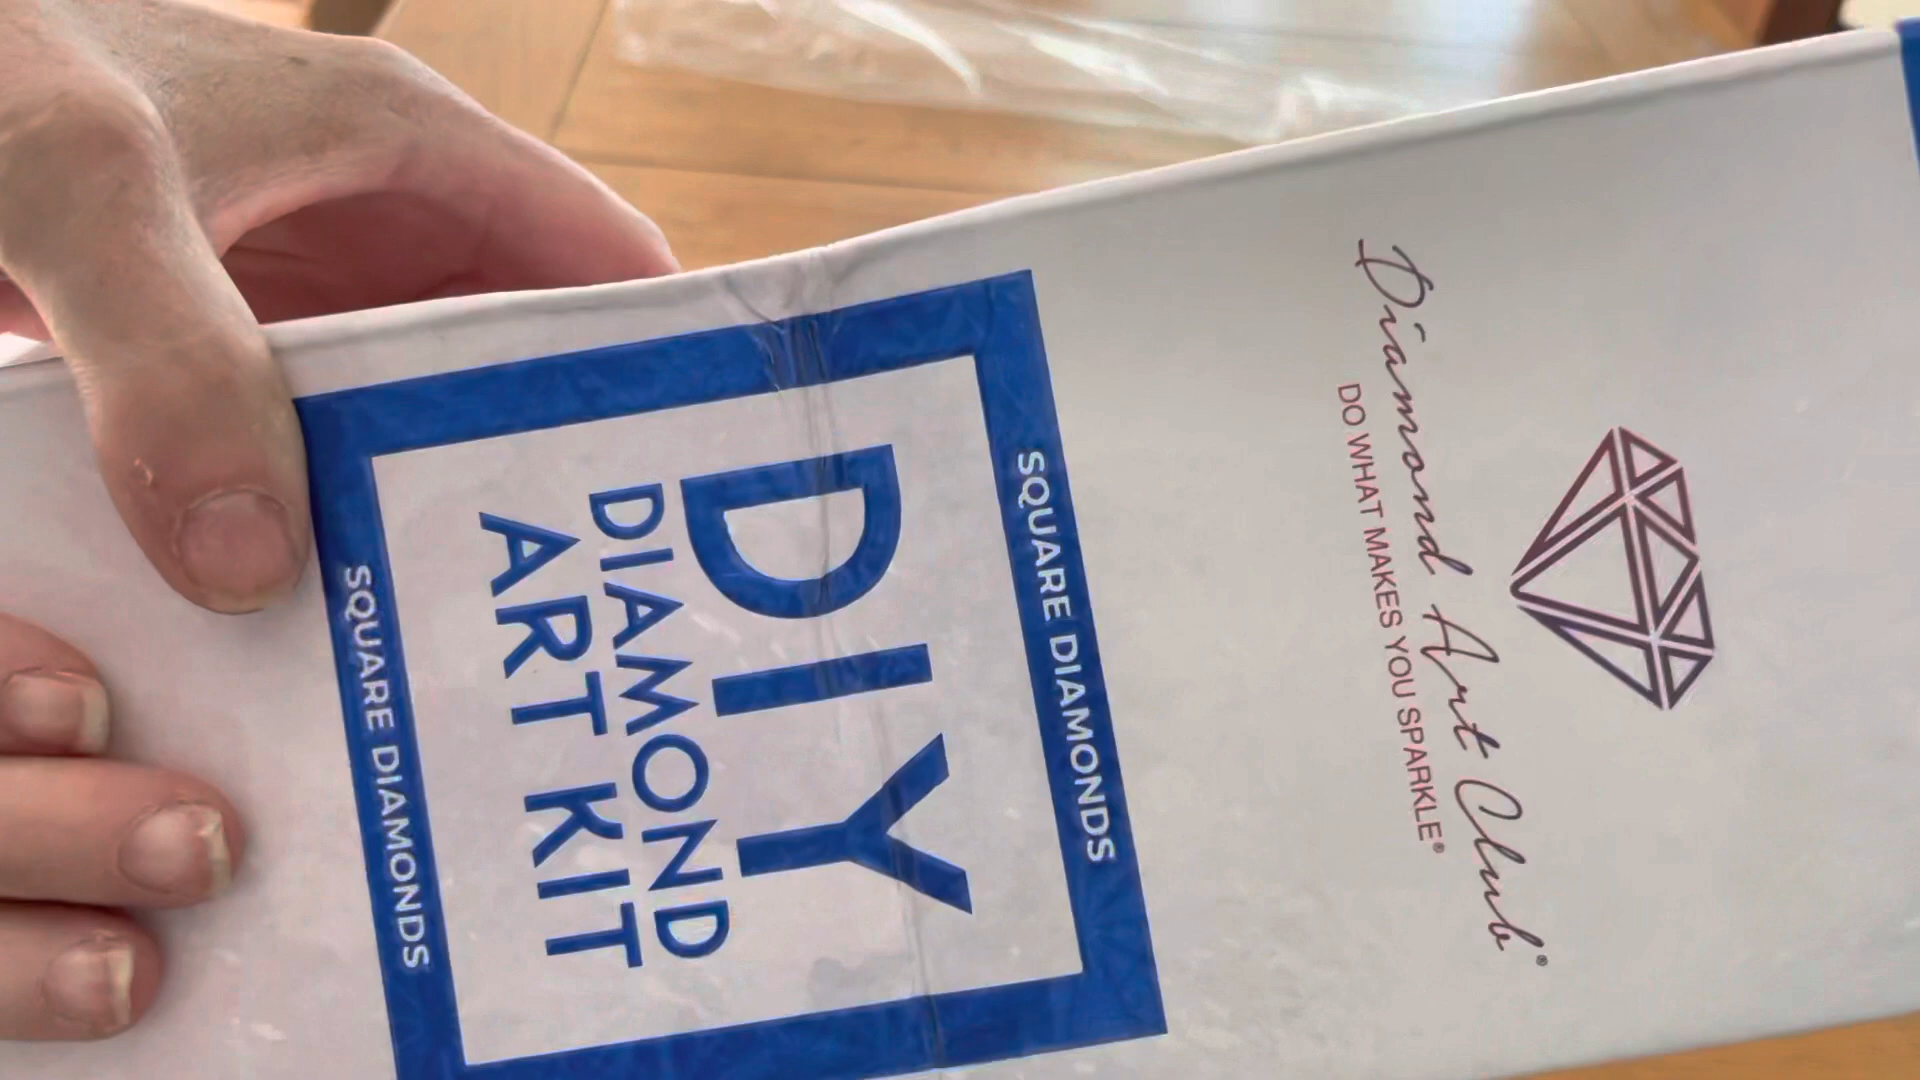 Diamond Art Club®
DO WHAT MAKES YOU SPARKLE®
SQUARE DIAMONDS
DIY
DIAMOND
ART KIT
SQUARE DIAMONDS